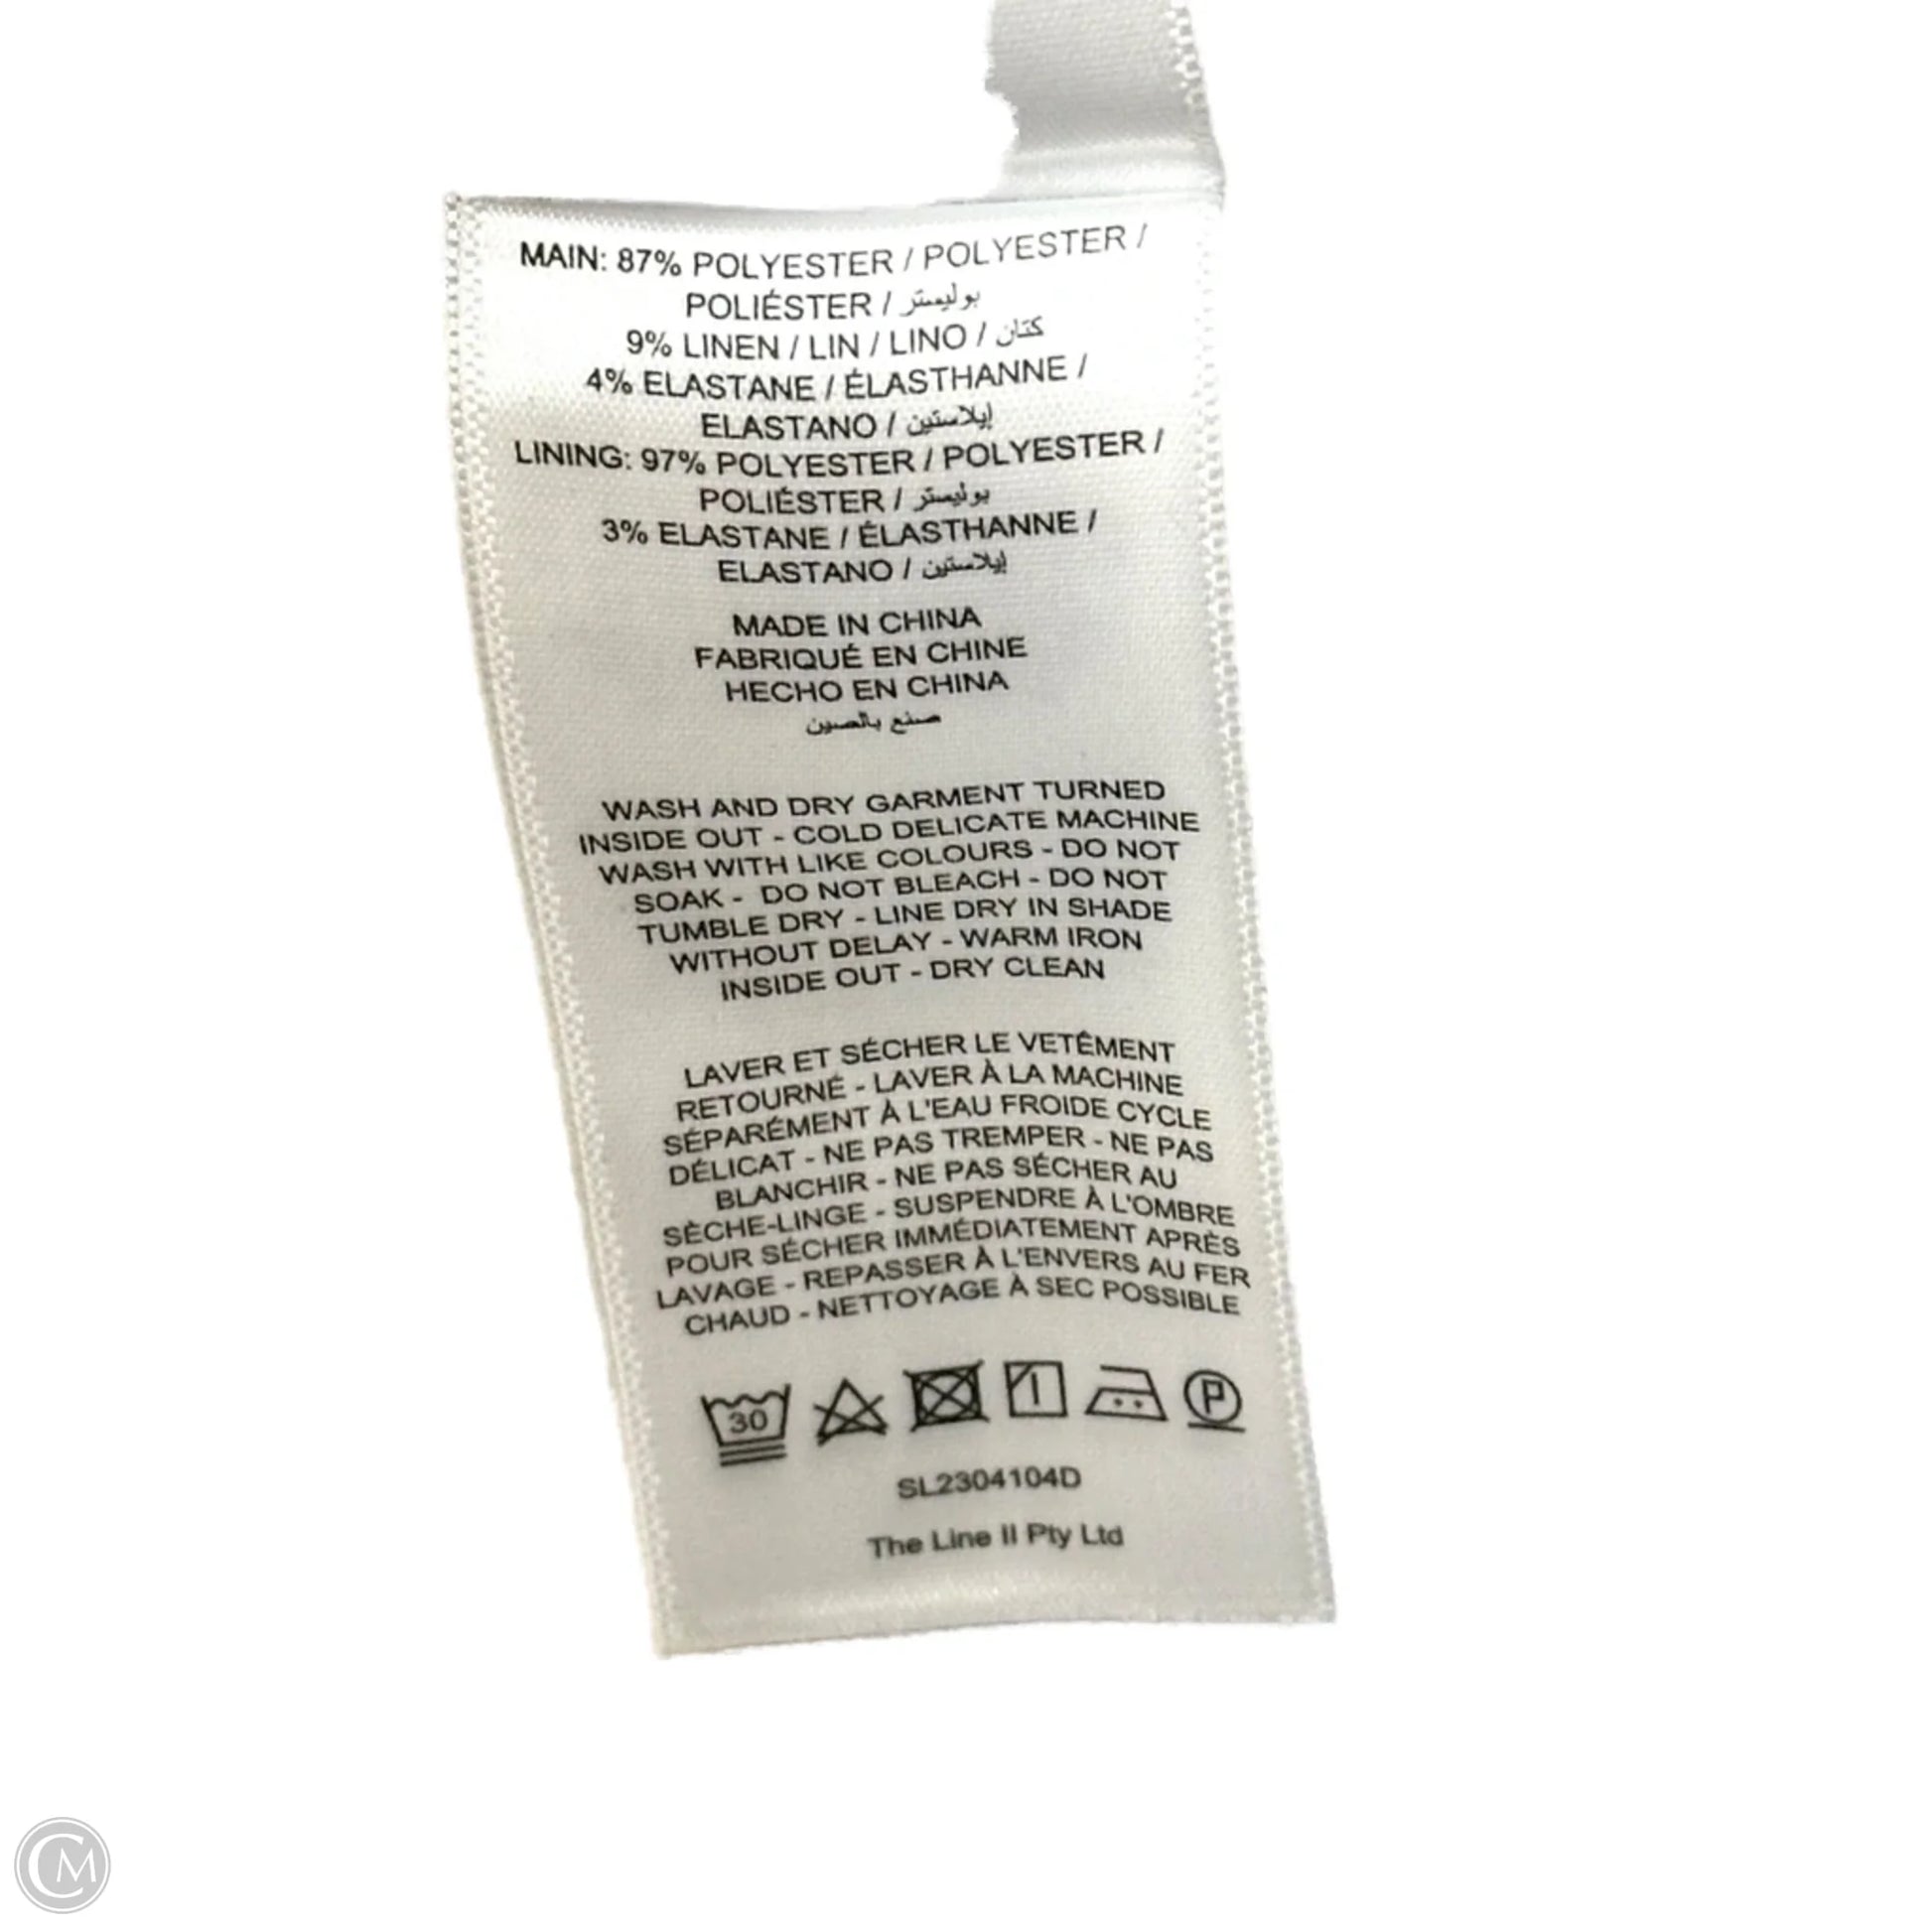 MAIN: 87% POLYESTER / POLYESTER /
POLIÉSTER / بوليستر
9% LINEN / LIN / LINO / كتان
4% ELASTANE / ÉLASTHANNE /
ELASTANO / إيلاستين
LINING: 97% POLYESTER / POLYESTER /
POLIÉSTER / بوليستر
3% ELASTANE / ÉLASTHANNE /
ELASTANO / إيلاستين
MADE IN CHINA
FABRIQUÉ EN CHINE
HECHO EN CHINA
صنع بالصين
WASH AND DRY GARMENT TURNED
INSIDE OUT - COLD DELICATE MACHINE
WASH WITH LIKE COLOURS - DO NOT
SOAK - DO NOT BLEACH - DO NOT
TUMBLE DRY - LINE DRY IN SHADE
WITHOUT DELAY - WARM IRON
INSIDE OUT - DRY CLEAN
LAVER ET SÉCHER LE VETÊMENT
RETOURNÉ - LAVER À LA MACHINE
SÉPARÉMENT À L'EAU FROIDE CYCLE
DÉLICAT - NE PAS TREMPER - NE PAS
BLANCHIR - NE PAS SÉCHER AU
SÈCHE-LINGE - SUSPENDRE À L'OMBRE
POUR SÉCHER IMMÉDIATEMENT APRÈS
LAVAGE - REPASSER À L'ENVERS AU FER
CHAUD - NETTOYAGE À SEC POSSIBLE
30 P
SL2304104D
The Line II Pty Ltd
CM